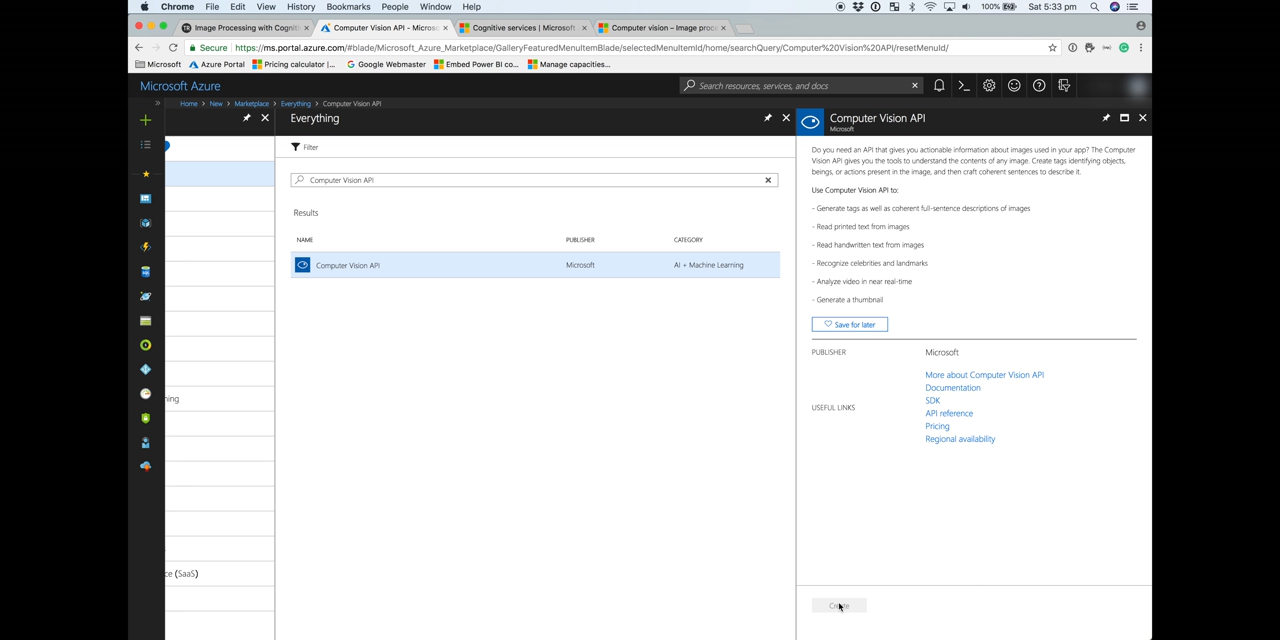 Chrome File Edit View History Bookmarks People Window Help 100% Sat 5:33 pm
Image Processing with Cogniti Computer Vision API - Microso Cognitive services | Microsoft Computer vision – Image proc
Secure https://ms.portal.azure.com/#blade/Microsoft_Azure_Marketplace/GalleryFeaturedMenuItemBlade/selectedMenuItemId/home/searchQuery/Computer%20Vision%20API/resetMenuId/
Microsoft Azure Portal Pricing calculator |... Google Webmaster Embed Power BI co... Manage capacities...
Microsoft Azure Search resources, services, and docs
Home > New > Marketplace > Everything > Computer Vision API
Everything
Filter
Computer Vision API
Results
NAME PUBLISHER CATEGORY
Computer Vision API Microsoft AI + Machine Learning
ning
ce (SaaS)
Computer Vision API
Microsoft
Do you need an API that gives you actionable information about images used in your app? The Computer
Vision API gives you the tools to understand the contents of any image. Create tags identifying objects,
beings, or actions present in the image, and then craft coherent sentences to describe it.
Use Computer Vision API to:
- Generate tags as well as coherent full-sentence descriptions of images
- Read printed text from images
- Read handwritten text from images
- Recognize celebrities and landmarks
- Analyze video in near real-time
- Generate a thumbnail
Save for later
PUBLISHER Microsoft
USEFUL LINKS
More about Computer Vision API
Documentation
SDK
API reference
Pricing
Regional availability
Create